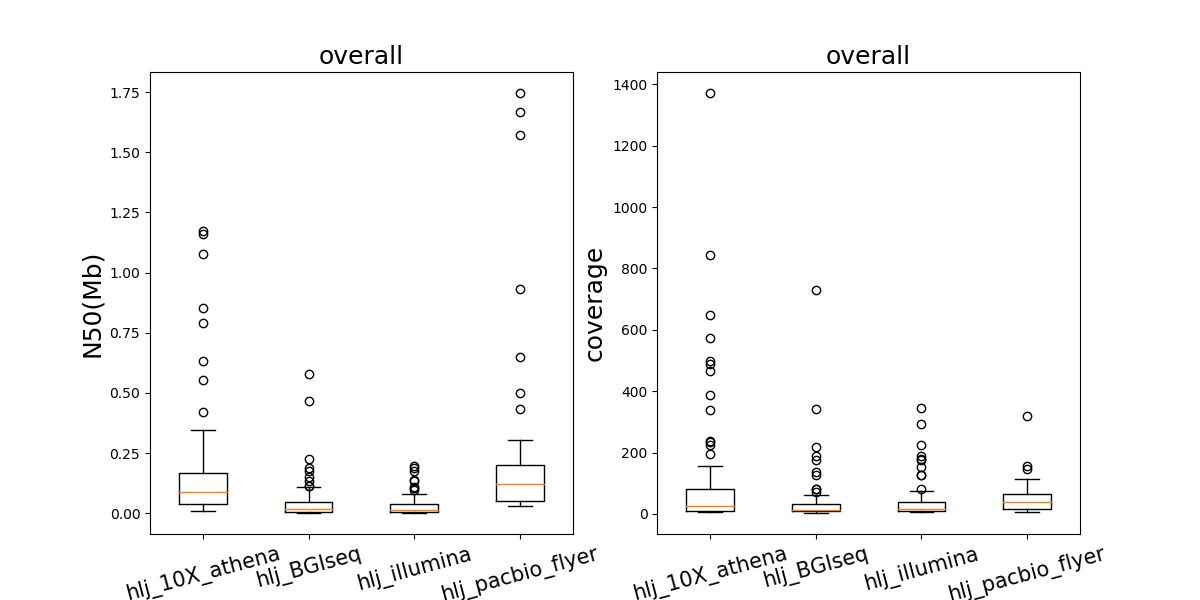 overall
N50(Mb)
1.75
1.50
1.25
1.00
0.75
0.50
0.25
0.00
hlj_10X_athena
hlj_BGIseq
hlj_illumina
hlj_pacbio_flyer
overall
coverage
1400
1200
1000
800
600
400
200
0
hlj_10X_athena
hlj_BGIseq
hlj_illumina
hlj_pacbio_flyer